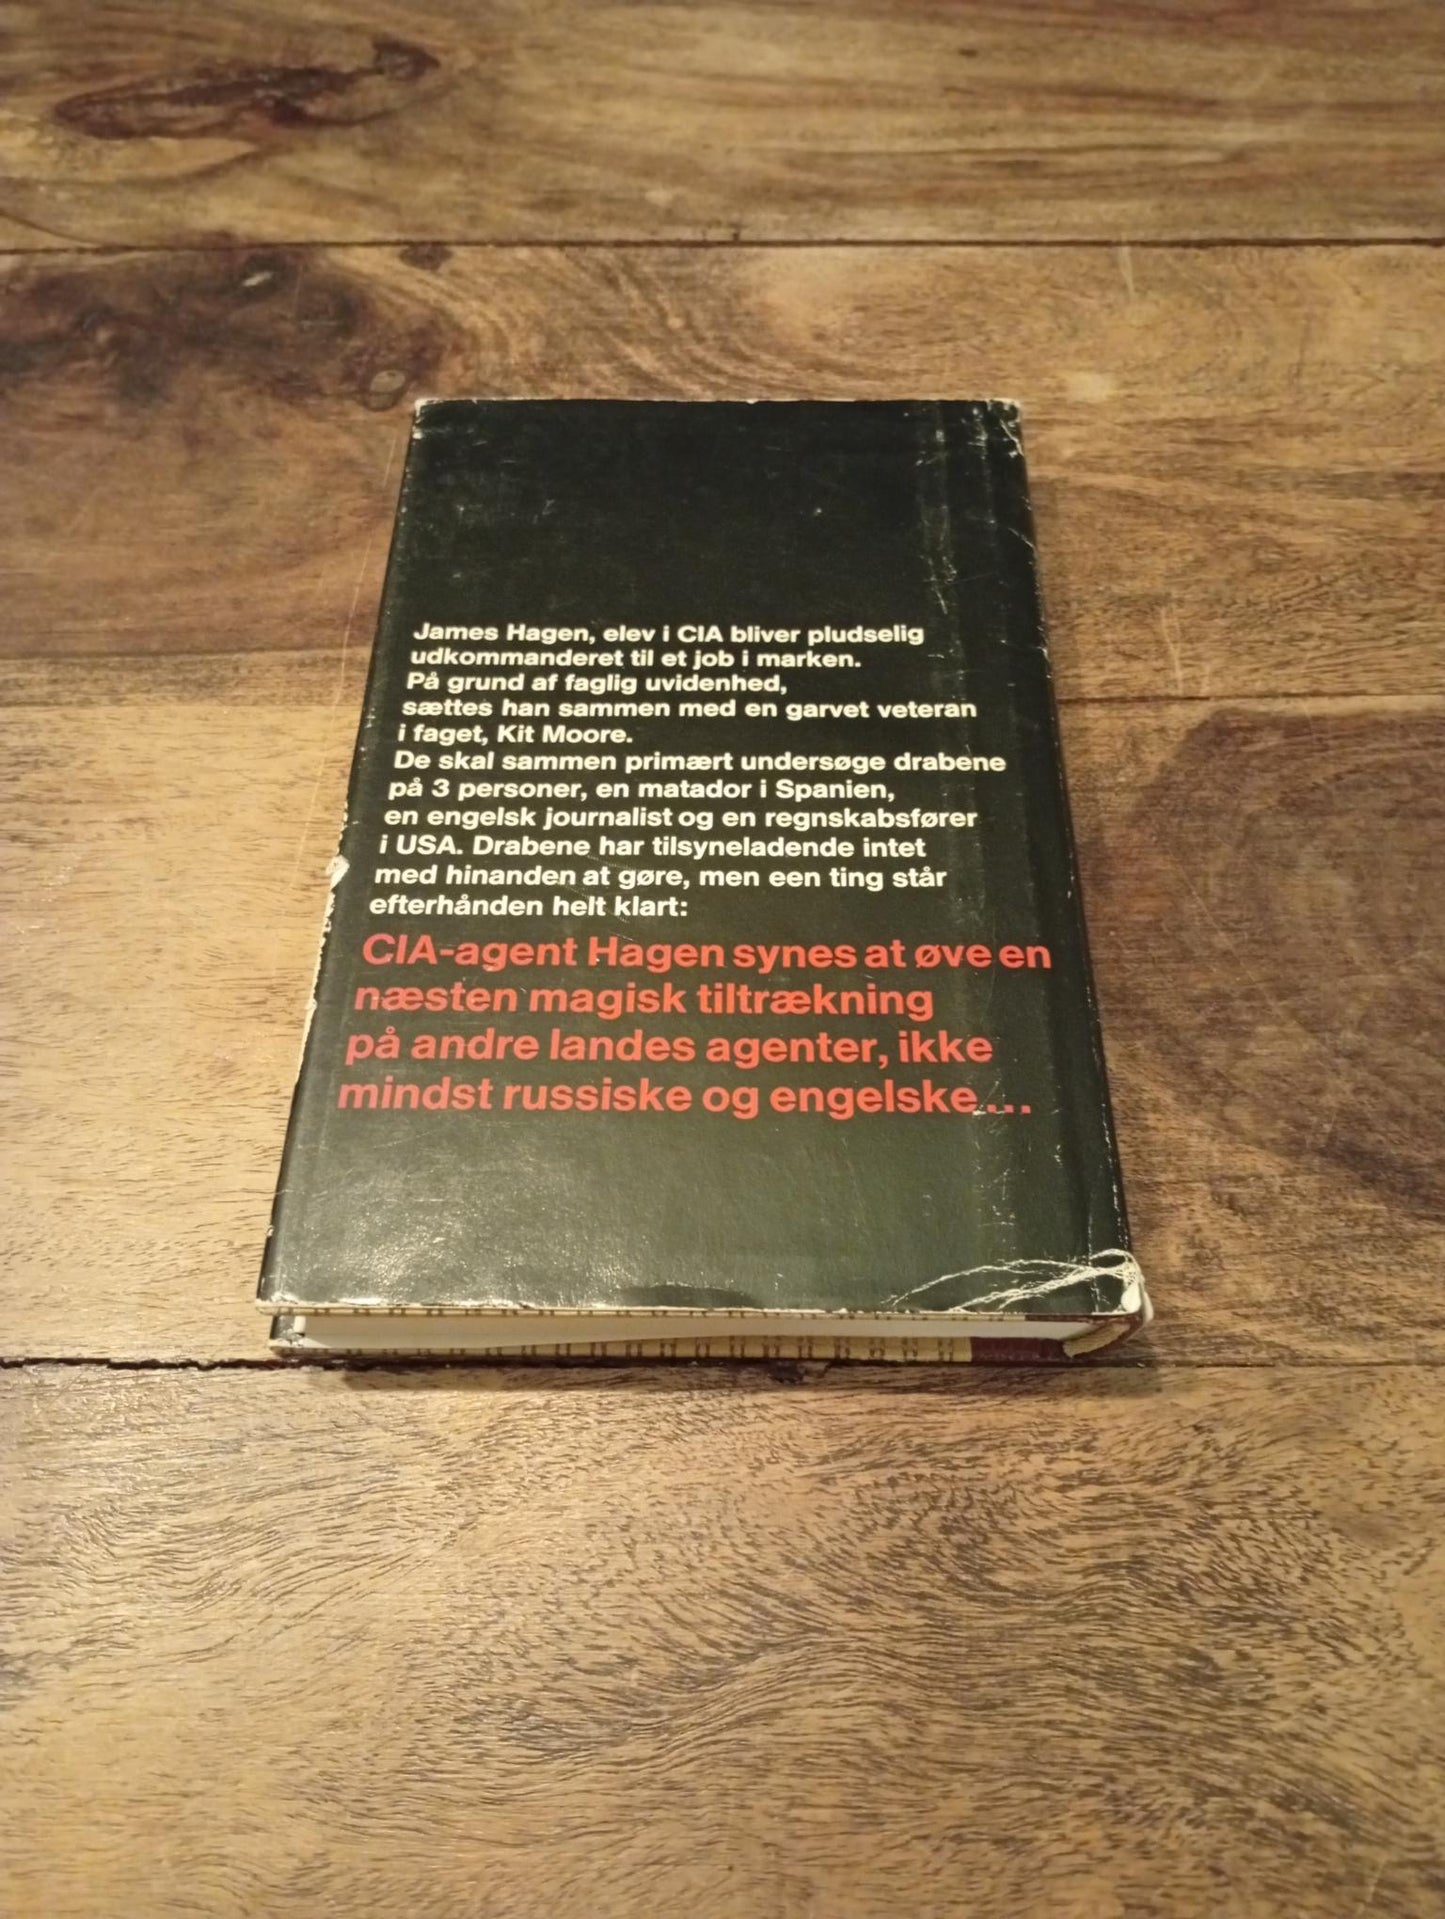 James Hagen, elev i CIA bliver pludselig
udkommanderet til et job i marken.
På grund af faglig uvidenhed,
sættes han sammen med en garvet veteran
i faget, Kit Moore.
De skal sammen primært undersøge drabene
på 3 personer, en matador i Spanien,
en engelsk journalist og en regnskabsfører
i USA. Drabene har tilsyneladende intet
med hinanden at gøre, men een ting står
efterhånden helt klart:
CIA-agent Hagen synes at øve en
næsten magisk tiltrækning
på andre landes agenter, ikke
mindst russiske og engelske....